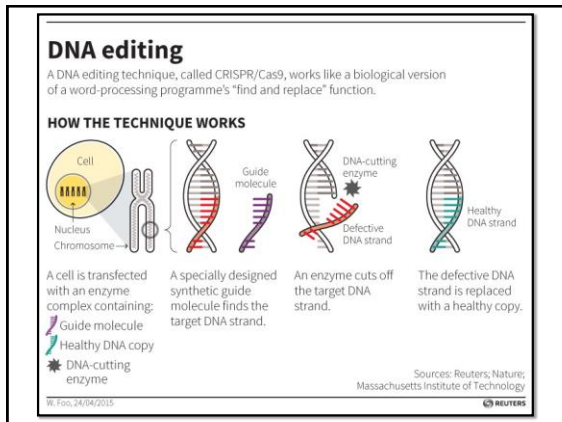 DNA editing
A DNA editing technique, called CRISPR/Cas9, works like a biological version
of a word-processing programme's "find and replace" function.
HOW THE TECHNIQUE WORKS
Cell
Nucleus
Chromosome
Guide
molecule
DNA-cutting
enzyme
Defective
DNA strand
Healthy
DNA strand
A cell is transfected
with an enzyme
complex containing:
Guide molecule
Healthy DNA copy
DNA-cutting
enzyme
A specially designed
synthetic guide
molecule finds the
target DNA strand.
An enzyme cuts off
the target DNA
strand.
The defective DNA
strand is replaced
with a healthy copy.
Sources: Reuters; Nature;
Massachusetts Institute of Technology
W. Foo, 24/04/2015
REUTERS